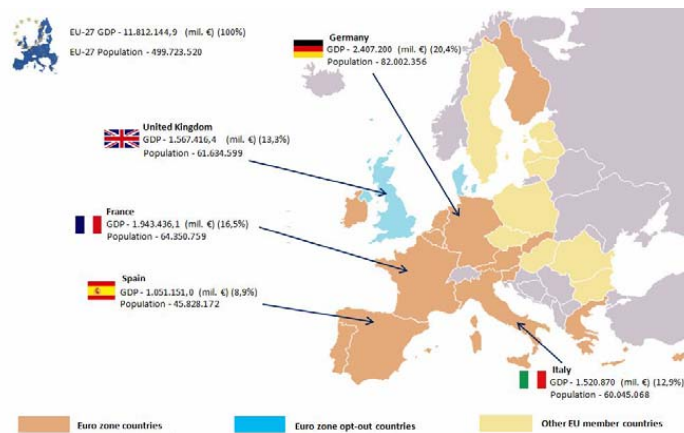 EU-27 GDP - 11.812.144,9 (mil. €) (100%)
EU-27 Population - 499.723.520
Germany
GDP - 2.407.200 (mil. €) (20,4%)
Population - 82.002.356
United Kingdom
GDP - 1.567.416,4 (mil. €) (13,3%)
Population - 61.634.599
France
GDP - 1.943.436,1 (mil. €) (16,5%)
Population - 64.350.759
Spain
GDP - 1.051.151,0 (mil. €) (8,9%)
Population - 45.828.172
Italy
GDP - 1.520.870 (mil. €) (12,9%)
Population - 60.045.068
Euro zone countries
Euro zone opt-out countries
Other EU member countries